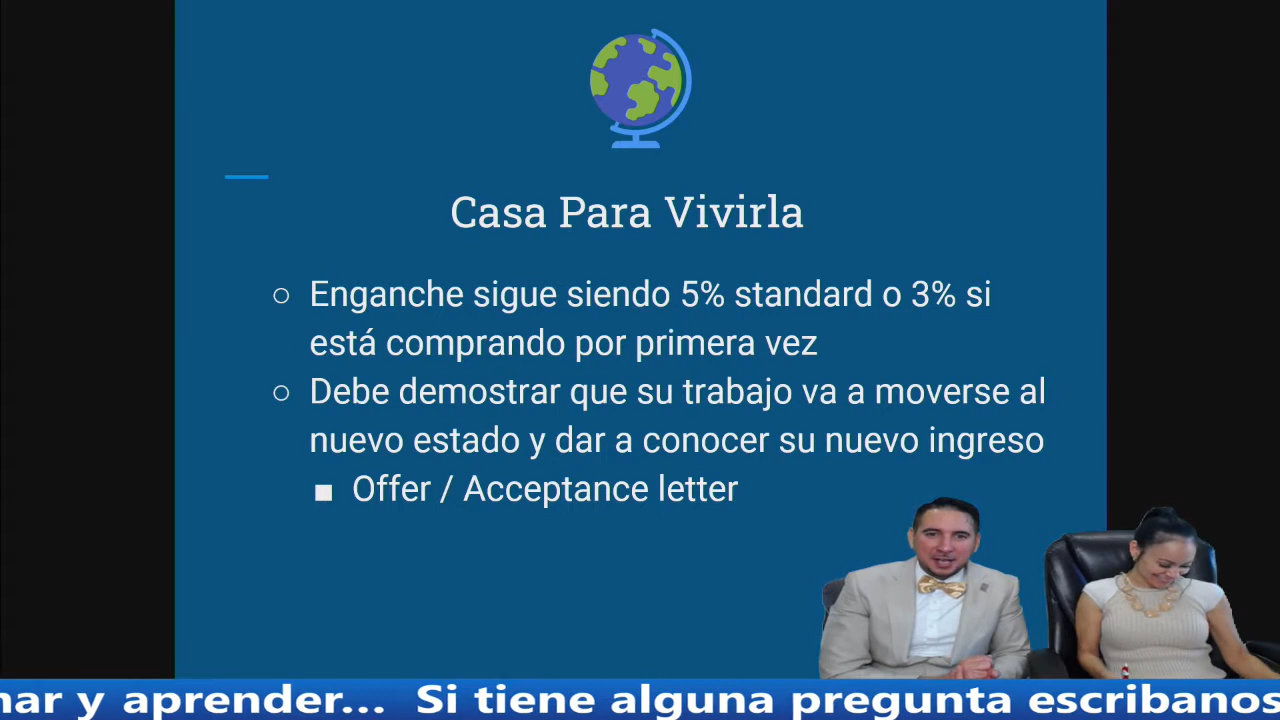 Casa Para Vivirla
○ Enganche sigue siendo 5% standard o 3% si
está comprando por primera vez
○ Debe demostrar que su trabajo va a moverse al
nuevo estado y dar a conocer su nuevo ingreso
■ Offer / Acceptance letter
y aprender... Si tiene alguna pregunta escribanos